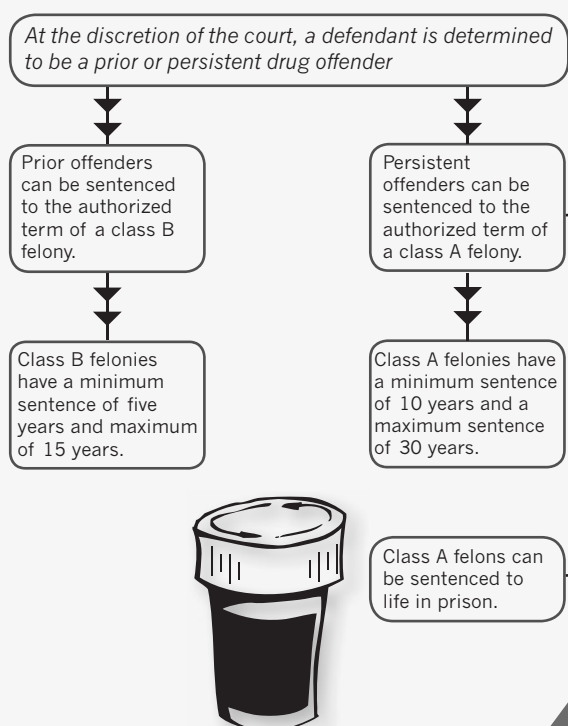 At the discretion of the court, a defendant is determined
to be a prior or persistent drug offender
Prior offenders
can be sentenced
to the authorized
term of a class B
felony.
Persistent
offenders can be
sentenced to the
authorized term of
a class A felony.
Class B felonies
have a minimum
sentence of five
years and maximum
of 15 years.
Class A felonies have
a minimum sentence
of 10 years and a
maximum sentence
of 30 years.
Class A felons can
be sentenced to
life in prison.